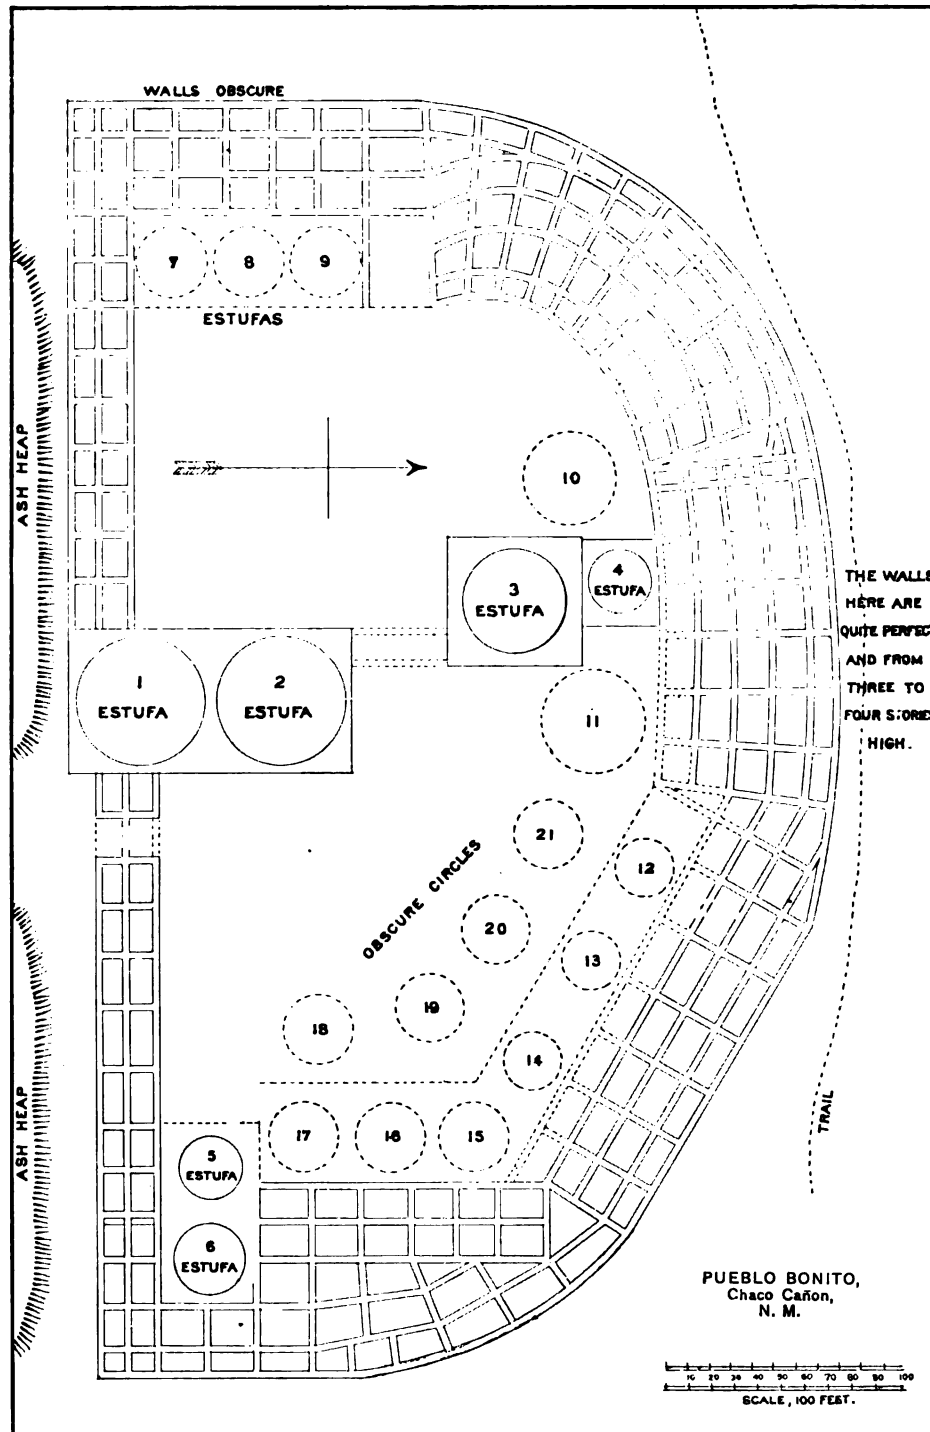 WALLS OBSCURE
7 8 9
ESTUFAS
ASH HEAP
10
3
ESTUFA
4
ESTUFA
THE WALLS
HERE ARE
QUITE PERFEC
AND FROM
THREE TO
FOUR STORIES
HIGH.
1
ESTUFA
2
ESTUFA
11
21
12
OBSCURE CIRCLES
20
13
19
18
14
ASH HEAP
TRAIL
17 16 15
5
ESTUFA
6
ESTUFA
PUEBLO BONITO,
Chaco Cañon,
N. M.
10 20 30 40 50 60 70 80 90 100
SCALE, 100 FEET.